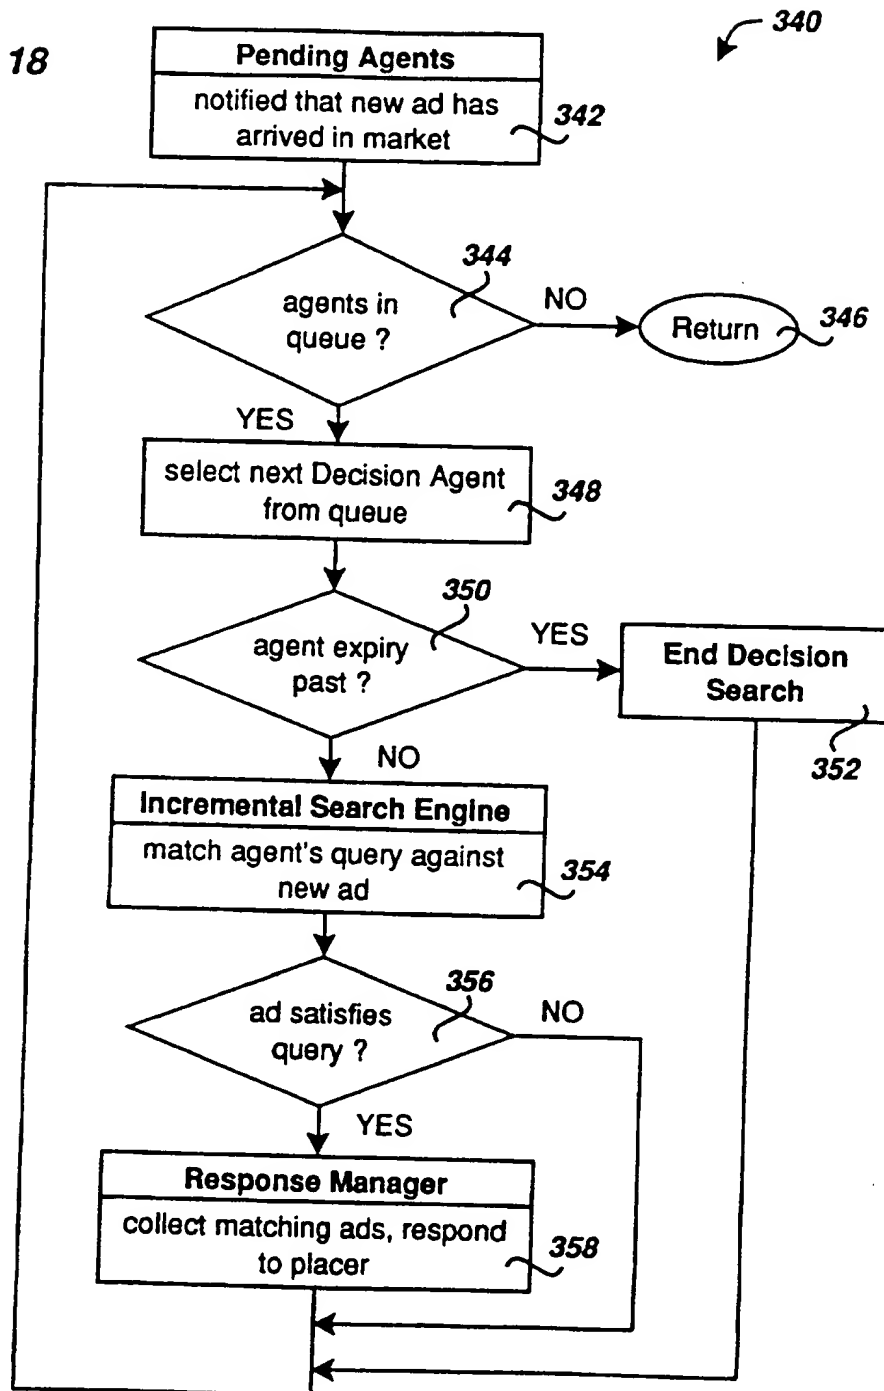 340
18
Pending Agents
notified that new ad has
arrived in market
342
344
agents in
queue ?
NO
Return
346
YES
select next Decision Agent
from queue
348
350
agent expiry
past ?
YES
End Decision
Search
352
NO
Incremental Search Engine
match agent's query against
new ad
354
356
ad satisfies
query ?
NO
YES
Response Manager
collect matching ads, respond
to placer
358